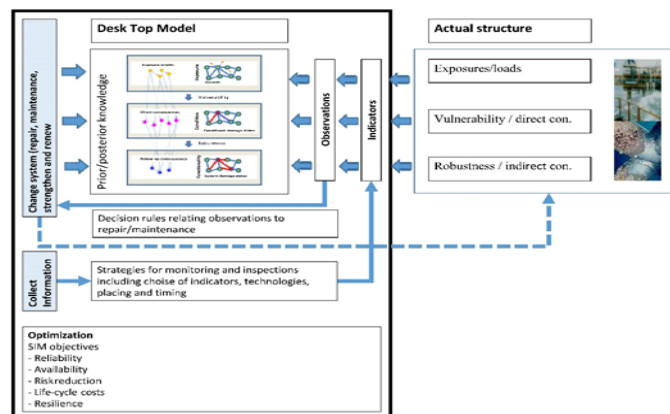 Desk Top Model
Actual structure
Change system (repair, maintenance,
strengthen and renew
Prior/posterior knowledge
Vulnerability
Observations
Indicators
Exposures/loads
Vulnerability / direct con.
Robustness / indirect con.
Decision rules relating observations to
repair/maintenance
Collect
Information
Strategies for monitoring and inspections
including choise of indicators, technologies,
placing and timing
Optimization
SIM objectives
- Reliability
- Availability
- Riskreduction
- Life-cycle costs
- Resilience